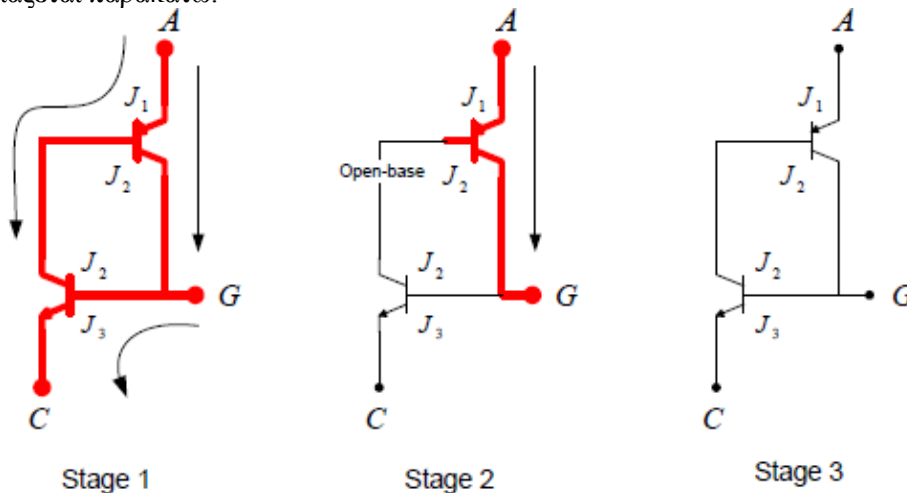 A A A
J₁ J₁ J₁
J₂ Open-base J₂ J₂
J₂ J₂ J₂
G G G
J₃ J₃ J₃
C C C
Stage 1 Stage 2 Stage 3